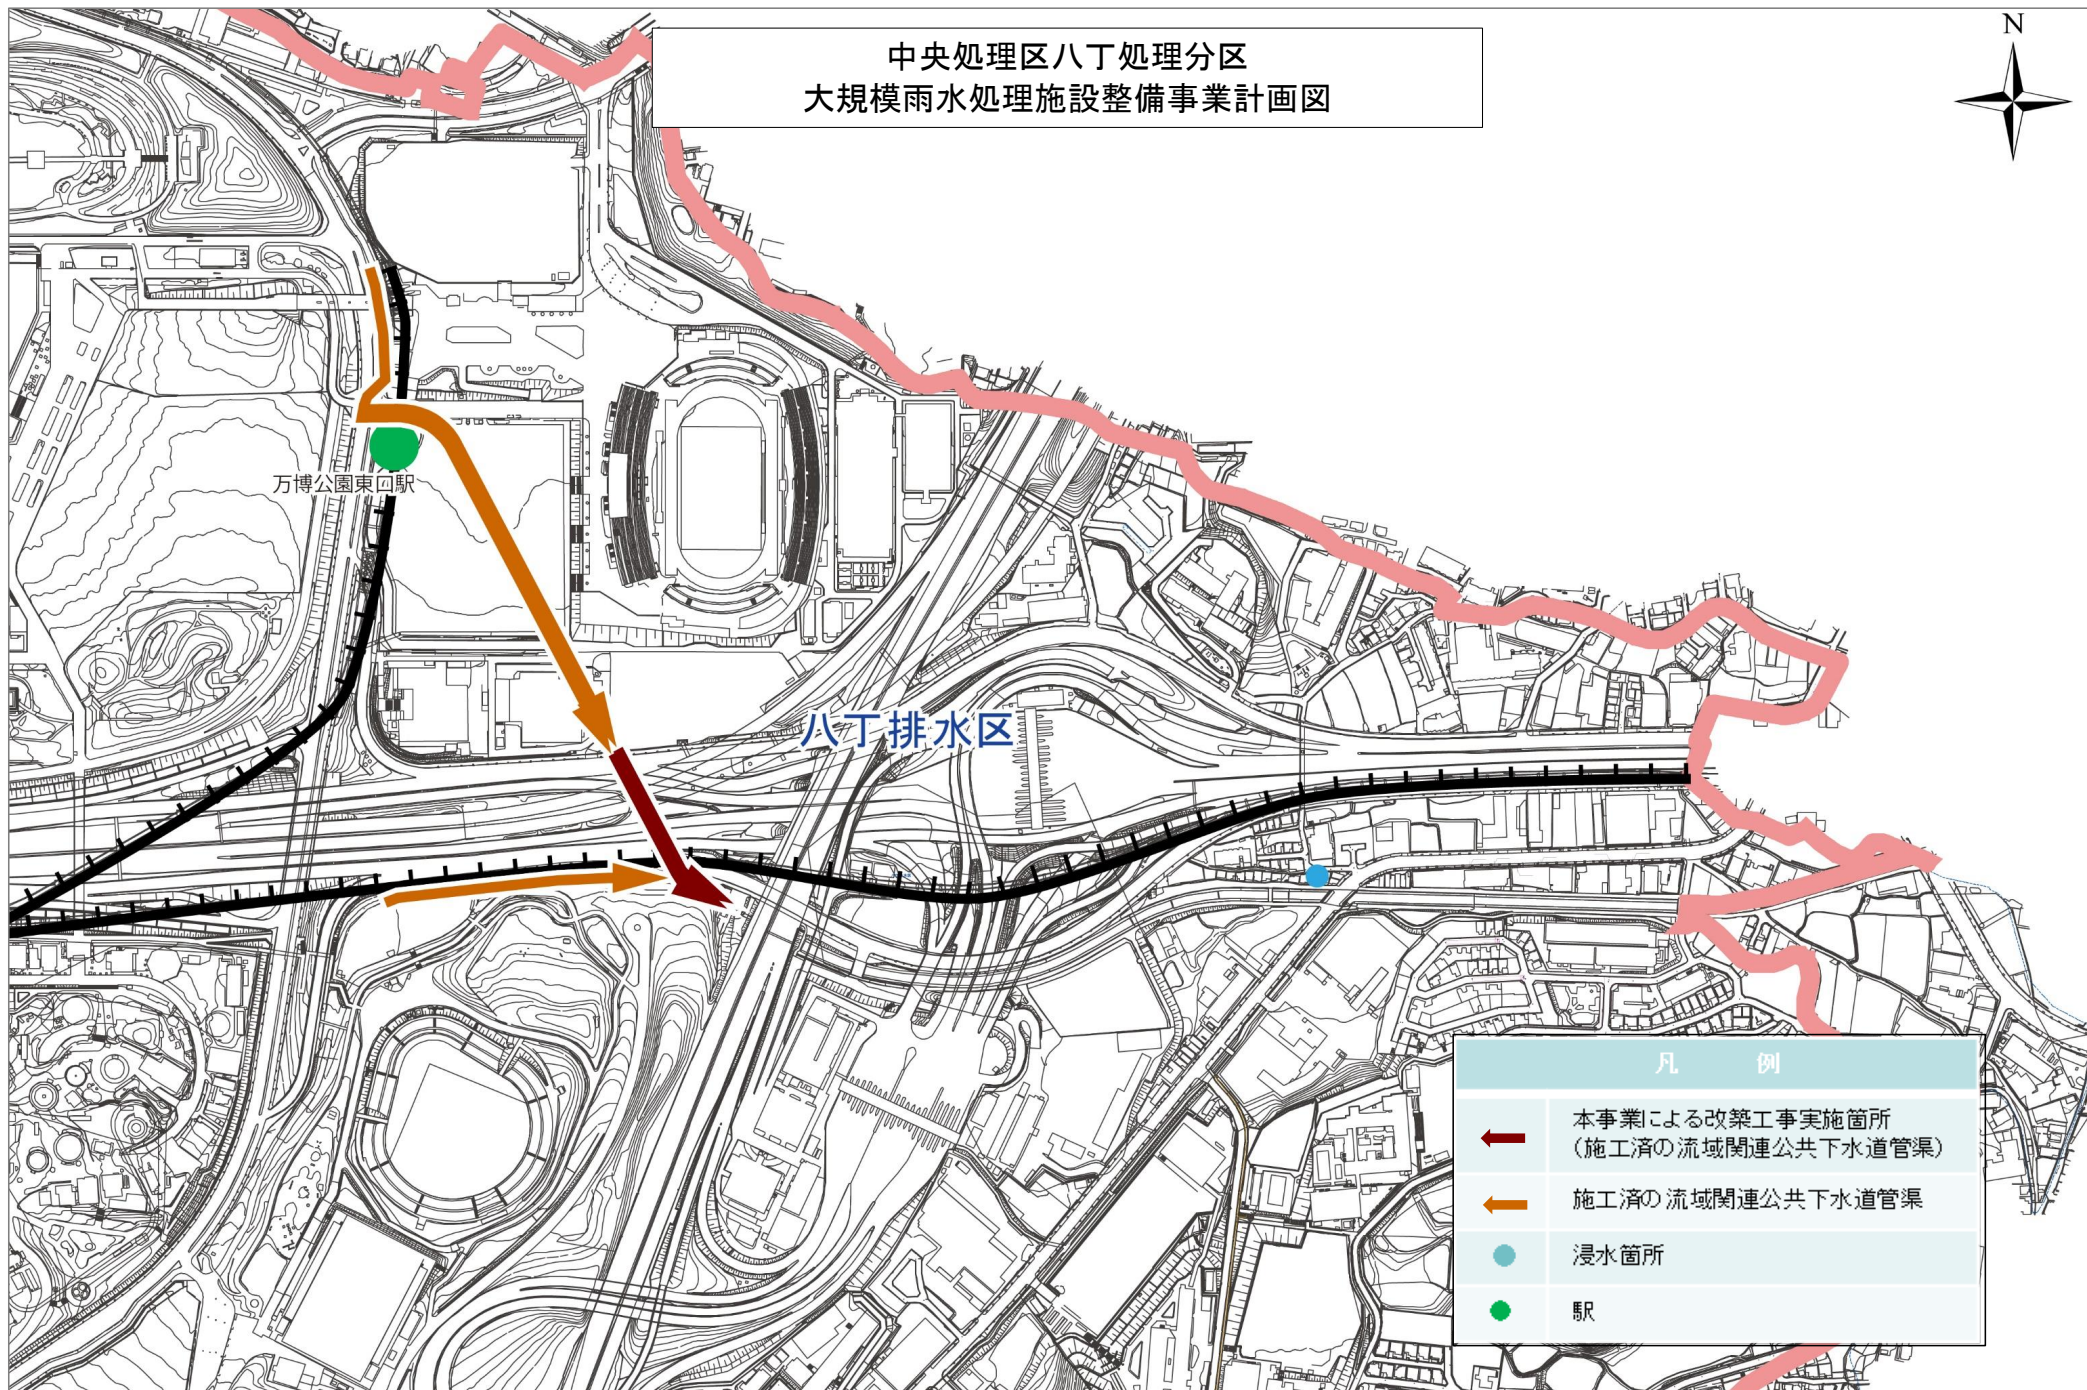 中央処理区八丁処理分区
大規模雨水処理施設整備事業計画図
N
万博公園東口駅
八丁排水区
凡 例
本事業による改築工事実施箇所
(施工済の流域関連公共下水道管渠)
施工済の流域関連公共下水道管渠
浸水箇所
駅